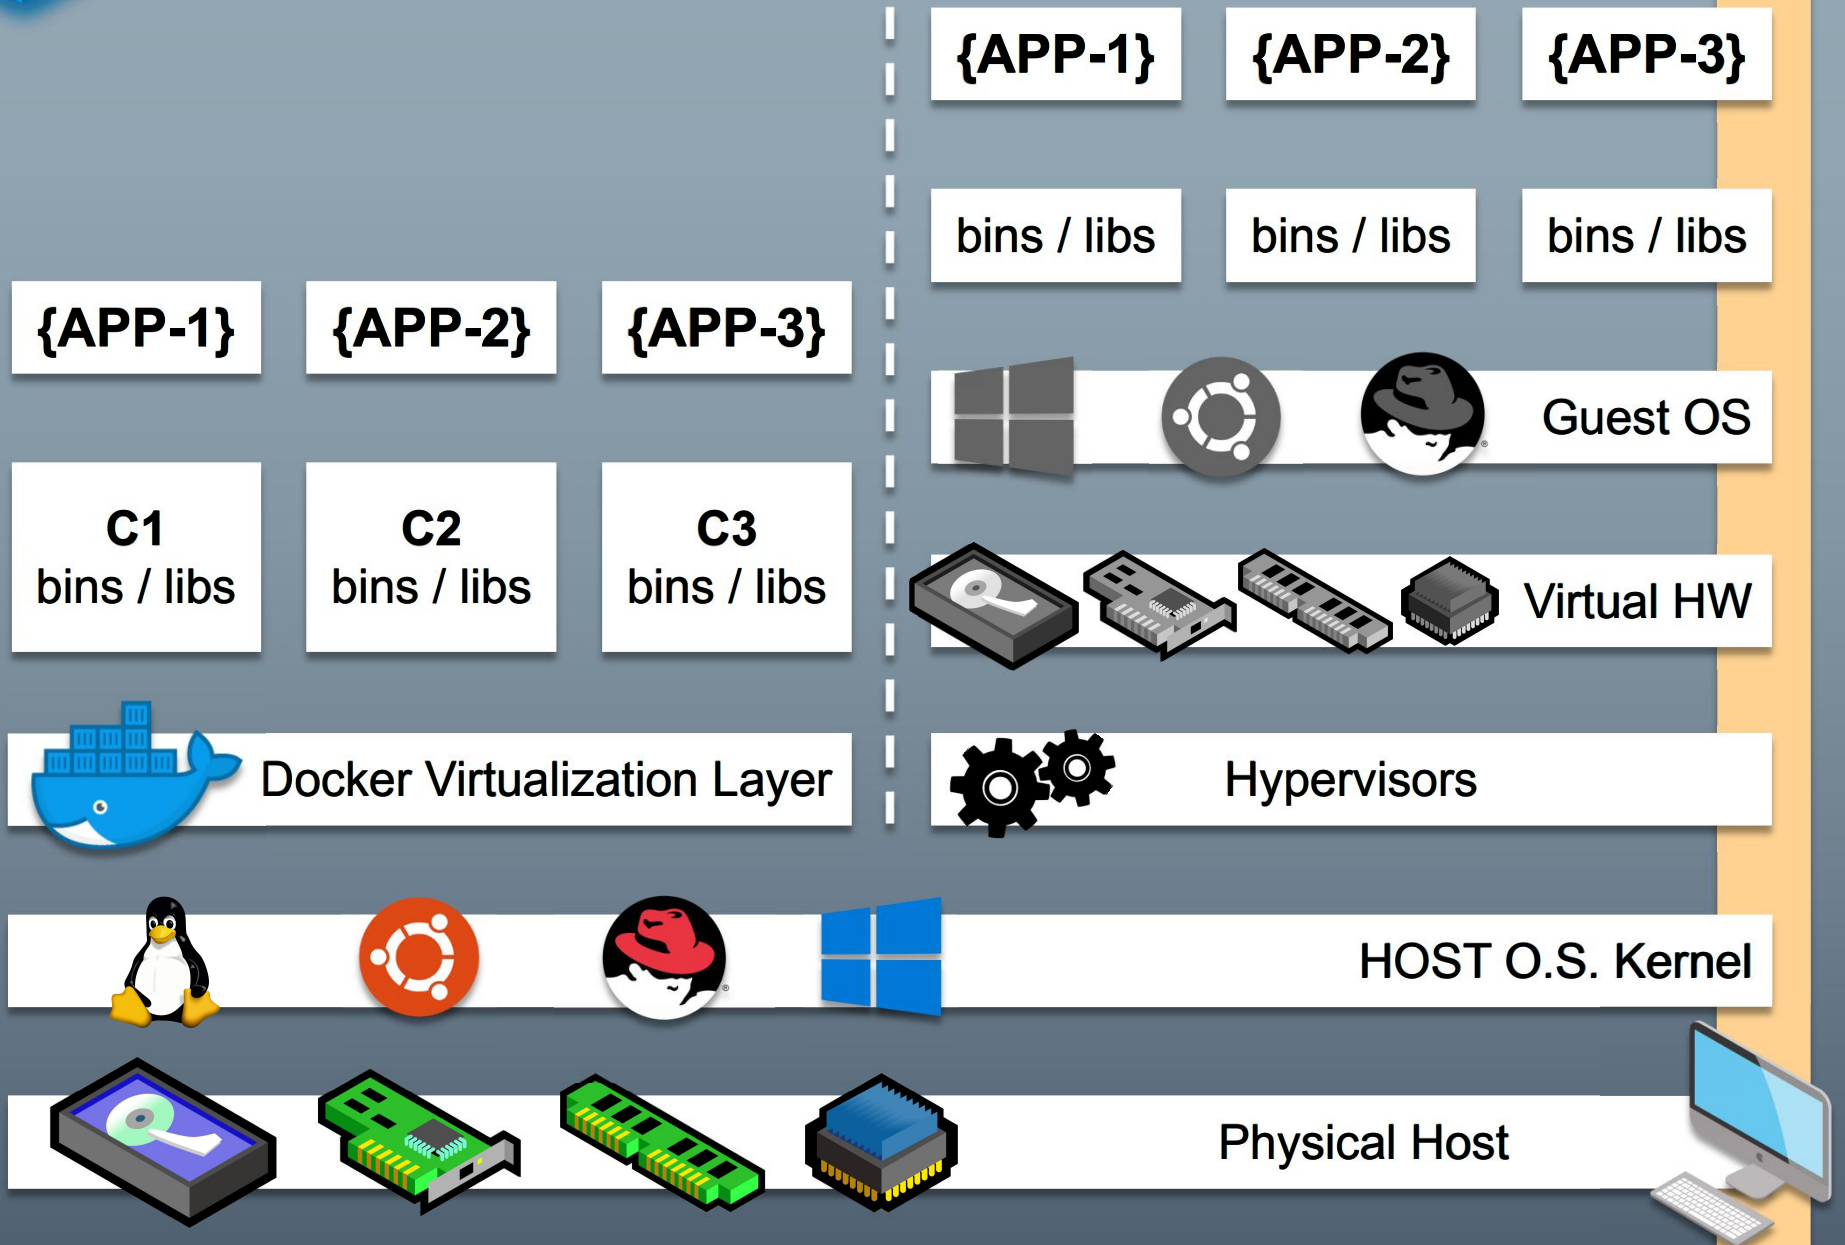 {APP-1} {APP-2} {APP-3}
bins / libs bins / libs bins / libs
{APP-1} {APP-2} {APP-3}
Guest OS
C1 C2 C3
bins / libs bins / libs bins / libs
Virtual HW
Docker Virtualization Layer
Hypervisors
HOST O.S. Kernel
Physical Host